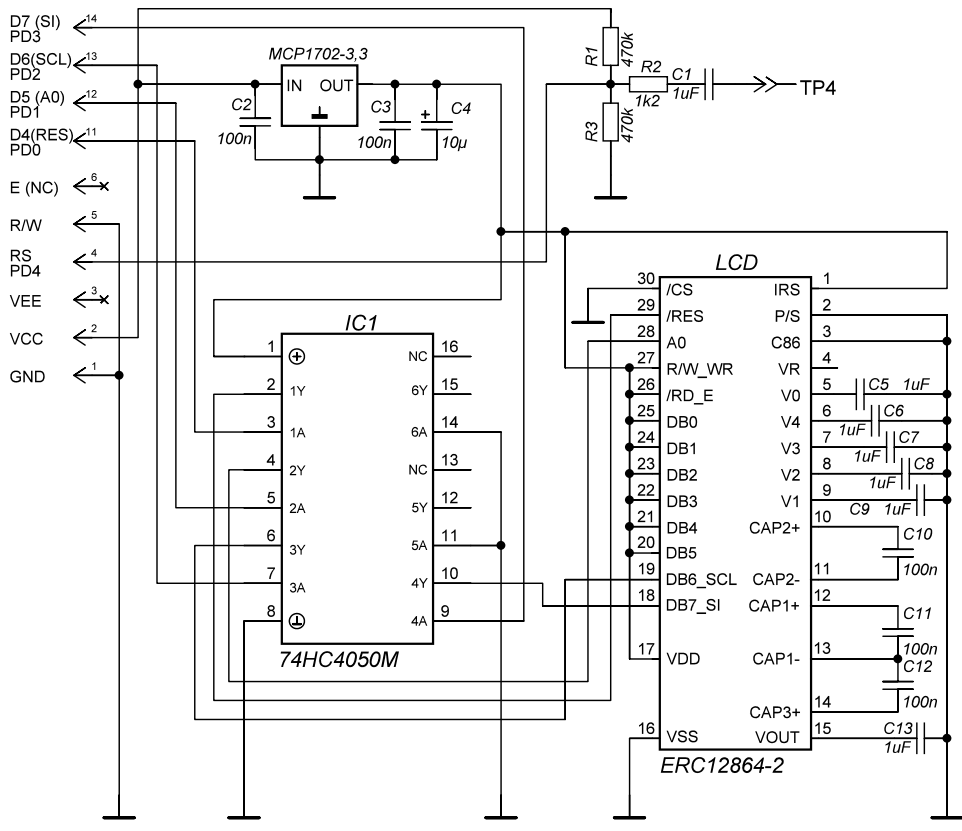 D7 (SI) 14
PD3
D6(SCL) 13
PD2
D5 (A0) 12
PD1
D4(RES) 11
PD0
E (NC) 6
R/W 5
RS 4
PD4
VEE 3
VCC 2
GND 1
MCP1702-3,3
IN OUT
C2
100n
C3
100n
+ C4
10µ
R1
470k
R2
1k2
C1
1uF
TP4
R3
470k
IC1
1
2 1Y
3 1A
4 2Y
5 2A
6 3Y
7 3A
8
NC 16
6Y 15
6A 14
NC 13
5Y 12
5A 11
4Y 10
4A 9
74HC4050M
LCD
30 /CS
29 /RES
28 A0
27 R/W_WR
26 /RD_E
25 DB0
24 DB1
23 DB2
22 DB3
21 DB4
20 DB5
19 DB6_SCL
18 DB7_SI
17 VDD
16 VSS
IRS 1
P/S 2
C86 3
VR 4
V0 5
V4 6
V3 7
V2 8
V1 9
CAP2+ 10
CAP2- 11
CAP1+ 12
CAP1- 13
CAP3+ 14
VOUT 15
C5 1uF
C6
1uF
C7
1uF
C8
1uF
C9 1uF
C10
100n
C11
100n
C12
100n
C13
1uF
ERC12864-2